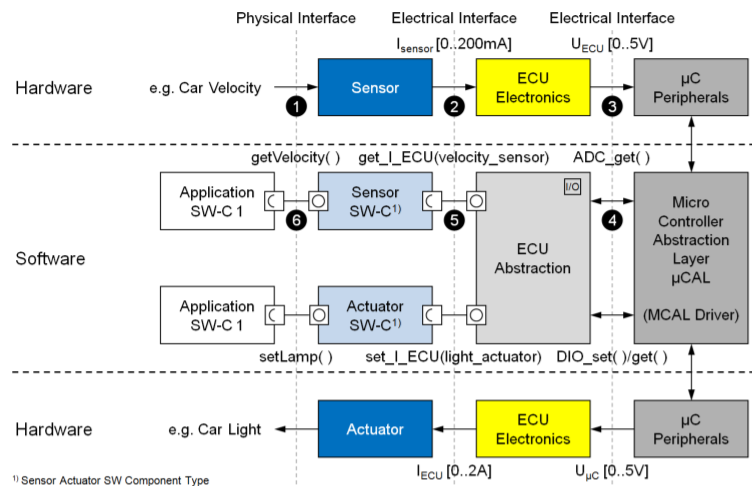 Physical Interface
Electrical Interface
Electrical Interface
Isensor [0..200mA]
UECU [0..5V]
Hardware
e.g. Car Velocity
Sensor
ECU
Electronics
µC
Peripherals
1
2
3
getVelocity( )
get_I_ECU(velocity_sensor)
ADC_get( )
Software
Application
SW-C 1
Sensor
SW-C1)
I/O
ECU
Abstraction
Micro
Controller
Abstraction
Layer
µCAL
(MCAL Driver)
6
5
4
Application
SW-C 1
Actuator
SW-C1)
setLamp( )
set_I_ECU(light_actuator)
DIO_set( )/get( )
Hardware
e.g. Car Light
Actuator
ECU
Electronics
µC
Peripherals
IECU [0..2A]
UµC [0..5V]
1) Sensor Actuator SW Component Type